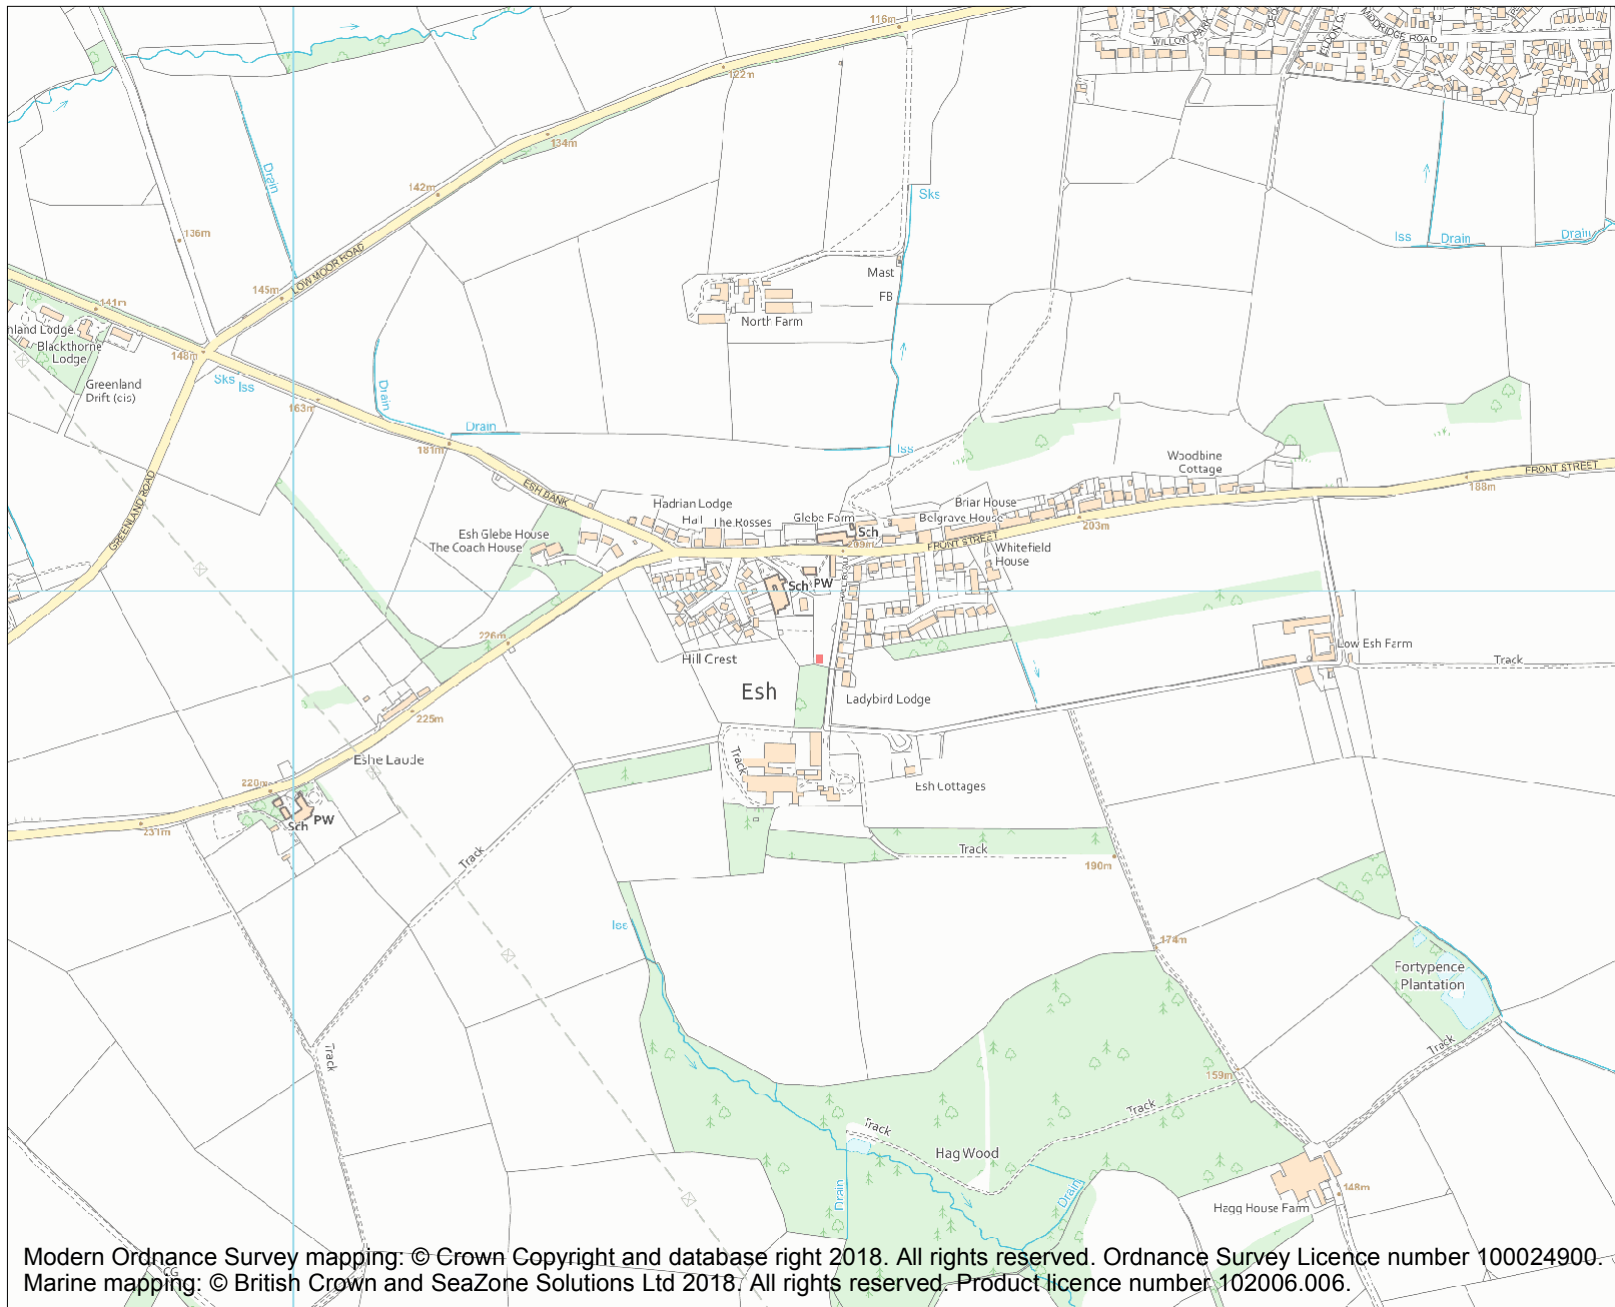 116m
WILLOW PARK
MIDDRIDGE ROAD
122m
134m
Drain
142m
Sks
136m
LOW MOOR ROAD
Iss
Drain
Drain
Mast
145m
141m
FB
North Farm
Blackthorne
Lodge
148m
Greenland
Drift (dis)
Sks
Iss
Drain
163m
Drain
181m
Iss
Woodbine
Cottage
FRONT STREET
188m
ESH BANK
Hadrian Lodge
Hall
The Rosses
Glebe Farm
Briar House
Belgrave House
203m
GREENLAND ROAD
Esh Glebe House
The Coach House
Sch
209m
FRONT STREET
Whitefield
House
Sch
PW
226m
Hill Crest
Low Esh Farm
Track
Esh
Ladybird Lodge
225m
Eshe Laude
Track
Esh Cottages
220m
Sch
PW
231m
Track
Track
190m
Iss
174m
Fortypence
Plantation
Track
Track
159m
Track
Track
Hag Wood
Drain
Drain
148m
Hagg House Farm
CG
Modern Ordnance Survey mapping: © Crown Copyright and database right 2018. All rights reserved. Ordnance Survey Licence number 100024900.
Marine mapping: © British Crown and SeaZone Solutions Ltd 2018. All rights reserved. Product licence number 102006.006.